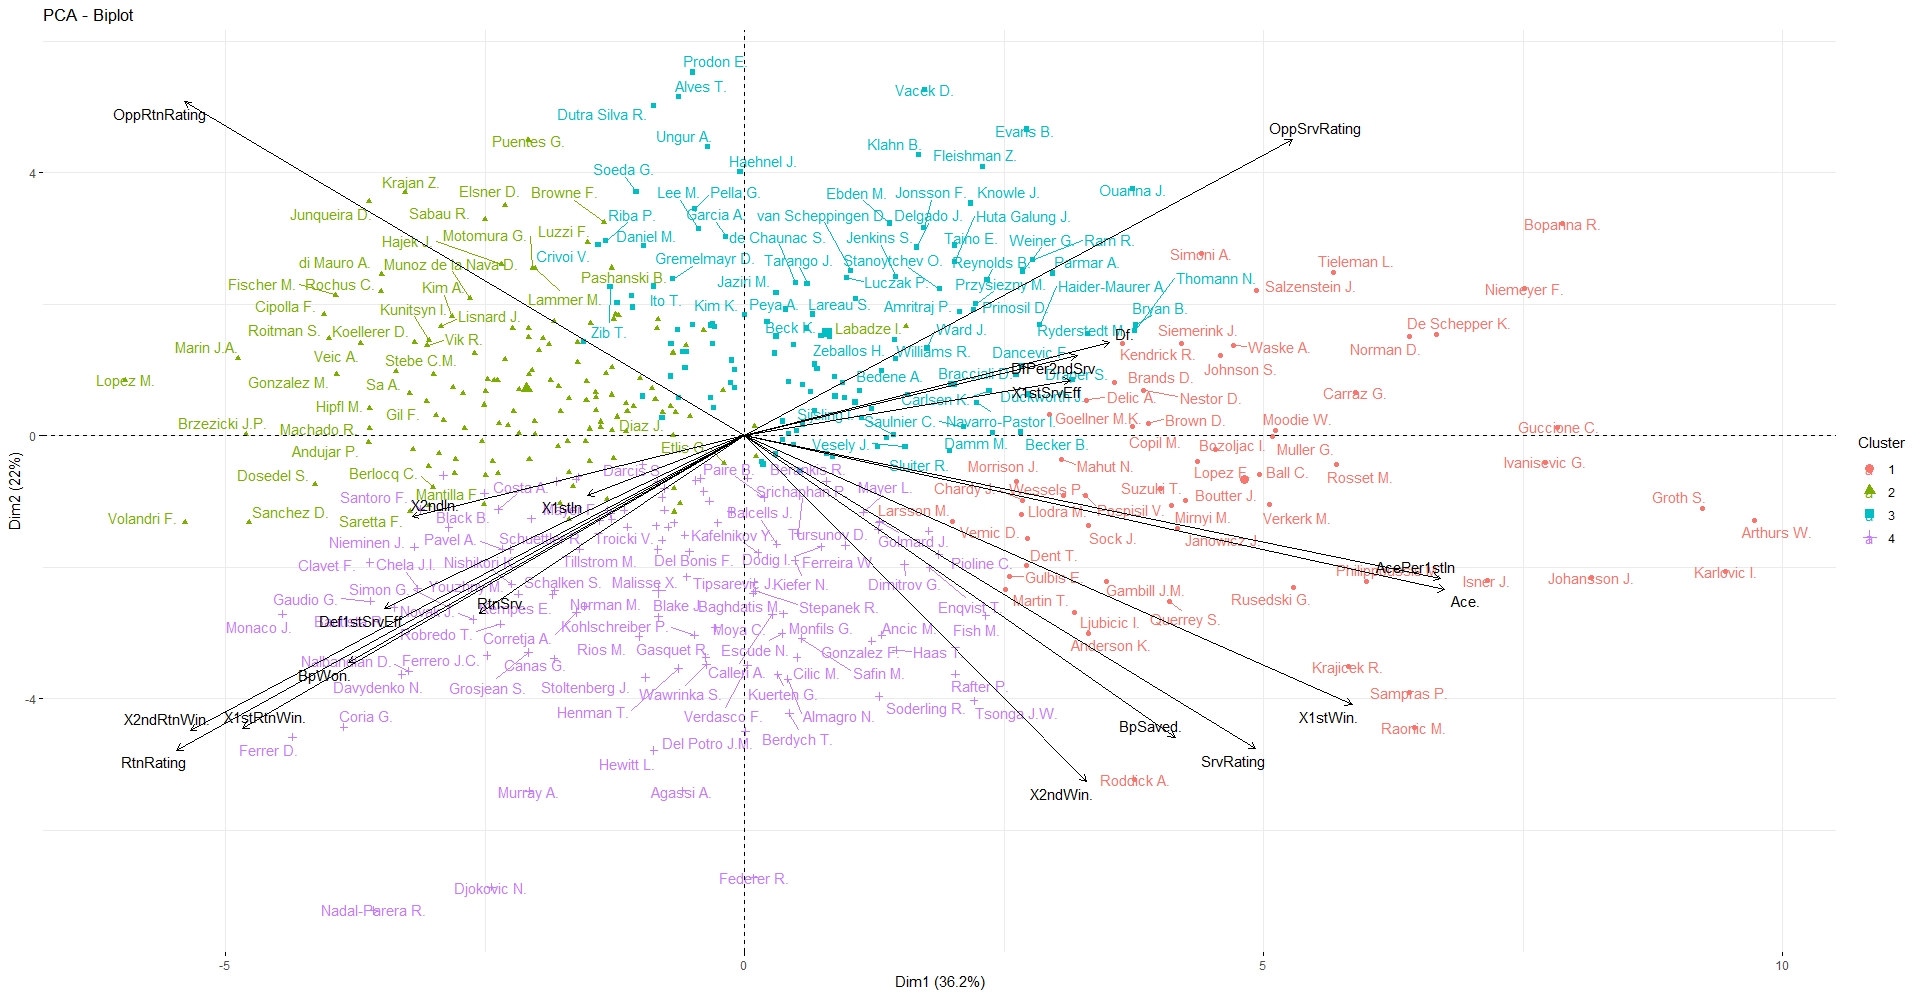 PCA - Biplot
Prodon E.
Alves T.
Vacek D.
OppRtnRating
Dutra Silva R.
Evans B.
OppSrvRating
Puentes G.
Ungur A.
Klahn B.
Fleishman Z.
Haehnel J.
4
Soeda G.
Krajan Z.
Elsner D.
Browne F.
Lee M.
Pella G.
Ebden M.
Jonsson F.
Knowle J.
Ouanna J.
Junqueira D.
Sabau R.
Riba P.
Garcia A.
van Scheppingen D.
Delgado J.
Huta Galung J.
Bopanna R.
Hajek J.
Motomura G.
Luzzi F.
Daniel M.
de Chaunac S.
Jenkins S.
Taino E.
Weiner G.
Ram R.
Simoni A.
di Mauro A.
Munoz de la Nava D.
Crivoi V.
Gremelmayr D.
Tarango J.
Stanoytchev O.
Reynolds B.
Parmar A.
Tieleman L.
Fischer M.
Rochus C.
Kim A.
Pashanski B.
Jaziri M.
Luczak P.
Przysiezny M.
Haider-Maurer A.
Thomann N.
Salzenstein J.
Niemeyer F.
Cipolla F.
Kunitsyn I.
Lisnard J.
Lammer M.
Ito T.
Kim K.
Peya A.
Lareau S.
Amritraj P.
Prinosil D.
Bryan B.
Roitman S.
Koellerer D.
Vik R.
Zib T.
Beck K.
Labadze I.
Ward J.
Ryderstedt M.
Df.
Siemerink J.
De Schepper K.
Marin J.A.
Veic A.
Stebe C.M.
Zeballos H.
Williams R.
Dancevic F.
Kendrick R.
Waske A.
Norman D.
Lopez M.
Gonzalez M.
Sa A.
Bedene A.
Bracciali D.
DfPer2ndSrv
Draper S.
Brands D.
Johnson S.
Hipfl M.
Gil F.
Carlsen K.
X1stSrvEff
Duckworth J.
Delic A.
Nestor D.
Carraz G.
Brzezicki J.P.
Machado R.
Diaz J.
Saulnier C.
Navarro-Pastor I.
Goellner M.K.
Brown D.
Moodie W.
Guccione C.
0
Andujar P.
Vesely J.
Damm M.
Becker B.
Copil M.
Bozoljac I.
Muller G.
Cluster
Dosedel S.
Berlocq C.
Darcis S.
Paire B.
Berankis R.
Sluiter R.
Morrison J.
Mahut N.
Lopez F.
Ball C.
Rosset M.
Ivanisevic G.
1
Santoro F.
Mantilla F.
Costa A.
Srichaphan P.
Mayer L.
Chardy J.
Wessels P.
Suzuki T.
Boutter J.
Groth S.
2
Volandri F.
Sanchez D.
Saretta F.
X2ndIn.
Black B.
X1stIn.
Balcells J.
Larsson M.
Llodra M.
Pospisil V.
Mirnyi M.
Verkerk M.
Arthurs W.
3
Nieminen J.
Pavel A.
Troicki V.
Kafelnikov Y.
Tursunov D.
Golmard J.
Vemic D.
Sock J.
Janowicz J.
4
Clavet F.
Chela J.I.
Tillstrom M.
Del Bonis F.
Dodig I.
Ferreira W.
Pioline C.
Dent T.
AcePer1stIn
Karlovic I.
Simon G.
Youzhny M.
Schalken S.
Malisse X.
Tipsarevic J.
Kiefer N.
Dimitrov G.
Gulbis E.
Gambill J.M.
Isner J.
Johansson J.
Gaudio G.
RtnSrv.
Norman M.
Blake J.
Baghdatis M.
Stepanek R.
Enqvist T.
Martin T.
Rusedski G.
Ace.
Monaco J.
Def1stSrvEff
Robredo T.
Corretja A.
Kohlschreiber P.
Moya C.
Monfils G.
Ancic M.
Fish M.
Ljubicic I.
Querrey S.
Nalbandian D.
Ferrero J.C.
Canas G.
Rios M.
Gasquet R.
Escude N.
Gonzalez F.
Haas T.
Anderson K.
BpWon.
Davydenko N.
Grosjean S.
Stoltenberg J.
Wawrinka S.
Calleri A.
Kuerten G.
Cilic M.
Safin M.
Rafter P.
Krajicek R.
Sampras P.
-4
X2ndRtnWin.
X1stRtnWin.
Coria G.
Henman T.
Verdasco F.
Almagro N.
Soderling R.
Tsonga J.W.
X1stWin.
BpSaved.
Raonic M.
Ferrer D.
Del Potro J.M.
Berdych T.
RtnRating
Hewitt L.
SrvRating
Murray A.
Agassi A.
X2ndWin.
Roddick A.
Federer R.
Djokovic N.
Nadal-Parera R.
-5
0
5
10
Dim1 (36.2%)
Dim2 (22%)